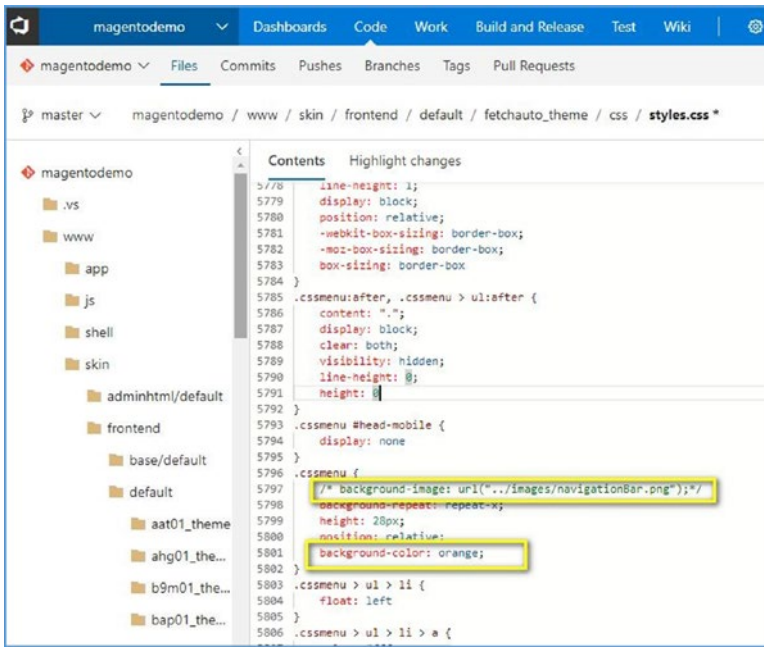 magentodemo Dashboards Code Work Build and Release Test Wiki
magentodemo Files Commits Pushes Branches Tags Pull Requests
master magentodemo / www / skin / frontend / default / fetchauto_theme / css / styles.css *
magentodemo
.vs
www
app
js
shell
skin
adminhtml/default
frontend
base/default
default
aat01_theme
ahg01_the...
b9m01_the...
bap01_the...
Contents Highlight changes
5778 line-height: 1;
5779 display: block;
5780 position: relative;
5781 -webkit-box-sizing: border-box;
5782 -moz-box-sizing: border-box;
5783 box-sizing: border-box
5784 }
5785 .cssmenu:after, .cssmenu > ul:after {
5786 content: ".";
5787 display: block;
5788 clear: both;
5789 visibility: hidden;
5790 line-height: 0;
5791 height: 0
5792 }
5793 .cssmenu #head-mobile {
5794 display: none
5795 }
5796 .cssmenu {
5797 /* background-image: url("../images/navigationBar.png");*/
5798 background-repeat: repeat-x;
5799 height: 28px;
5800 position: relative;
5801 background-color: orange;
5802 }
5803 .cssmenu > ul > li {
5804 float: left
5805 }
5806 .cssmenu > ul > li > a {